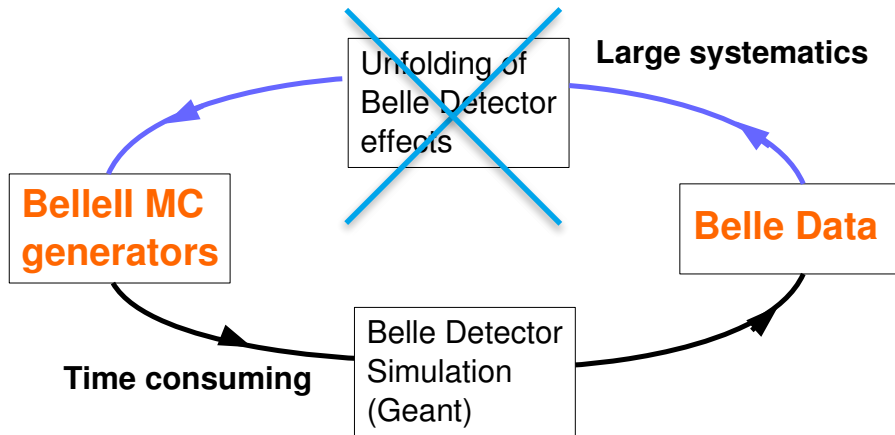 Unfolding of
Belle Detector
effects
Large systematics
BelleII MC
generators
Belle Data
Belle Detector
Simulation
(Geant)
Time consuming